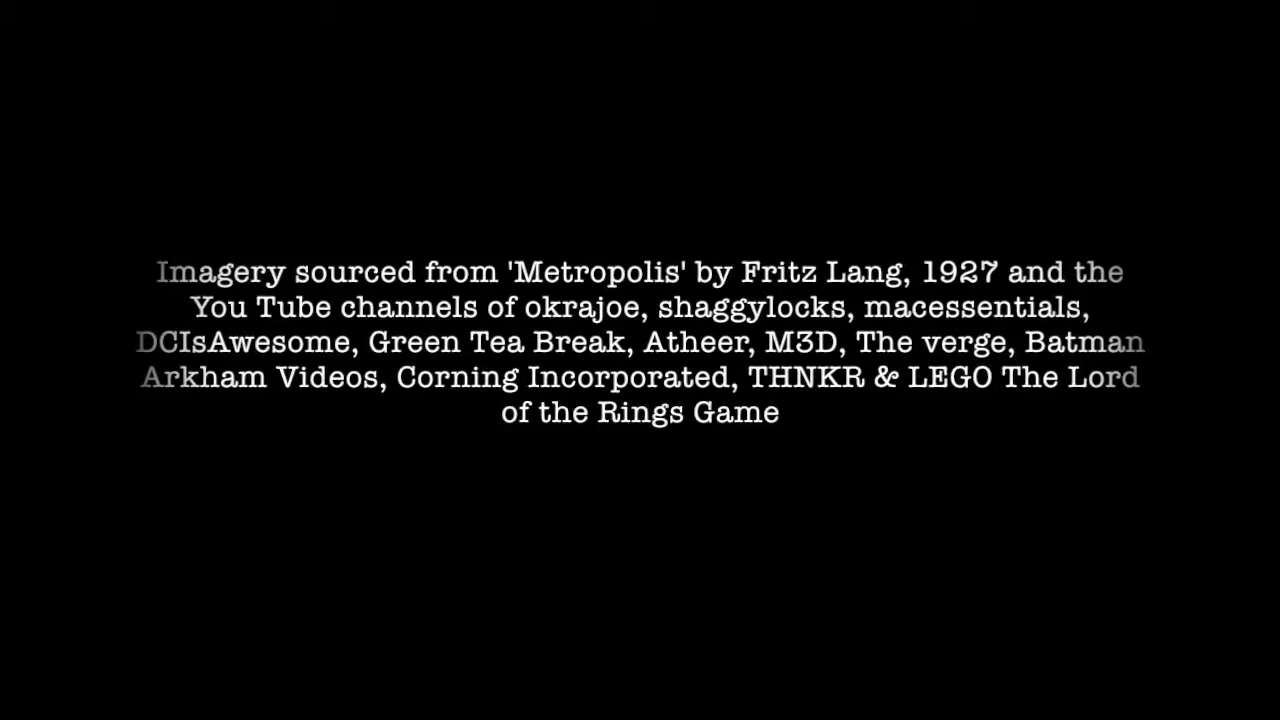 Imagery sourced from 'Metropolis' by Fritz Lang, 1927 and the
You Tube channels of okrajoe, shaggylocks, macessentials,
DCIsAwesome, Green Tea Break, Atheer, M3D, The verge, Batman
Arkham Videos, Corning Incorporated, THNKR & LEGO The Lord
of the Rings Game